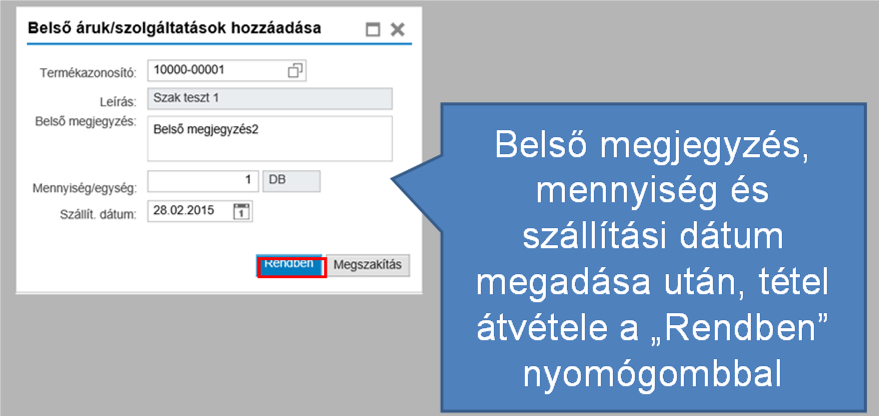 Belső áruk/szolgáltatások hozzáadása
Termékazonosító: 10000-00001
Leírás: Szak teszt 1
Belső megjegyzés: Belső megjegyzés2
Mennyiség/egység: 1 DB
Szállít. dátum: 28.02.2015
Rendben Megszakítás
Belső megjegyzés,
mennyiség és
szállítási dátum
megadása után, tétel
átvétele a „Rendben”
nyomógombbal